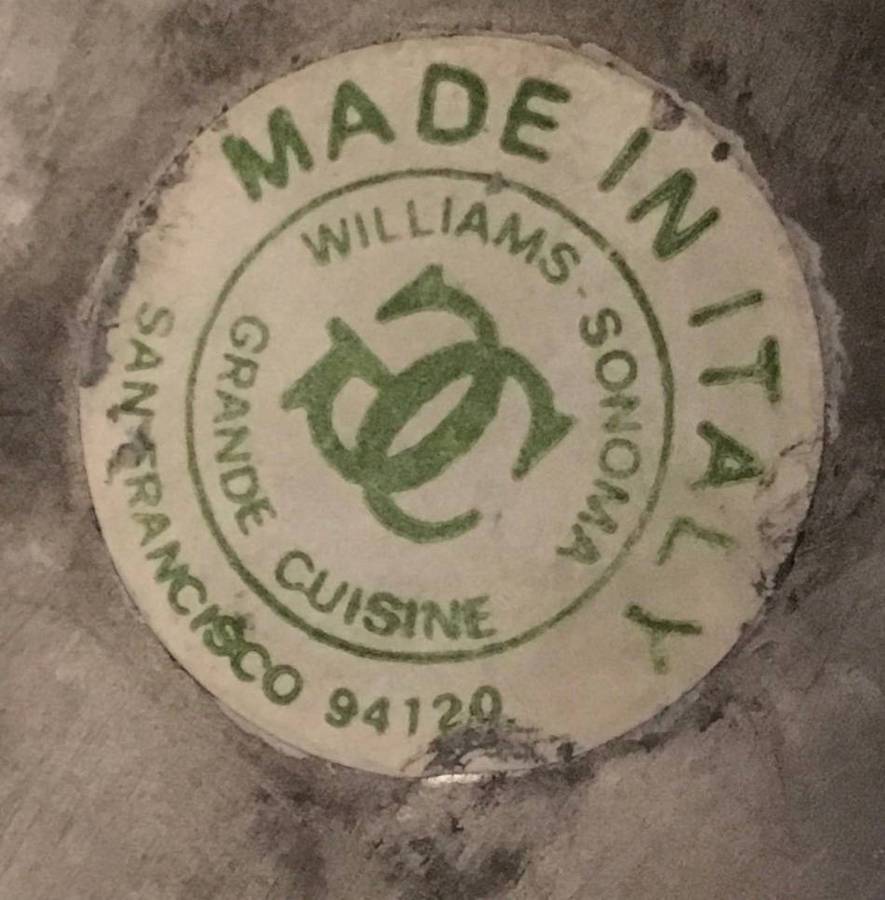 MADE IN ITALY
WILLIAMS-SONOMA
GRANDE CUISINE
SAN FRANCISCO 94120